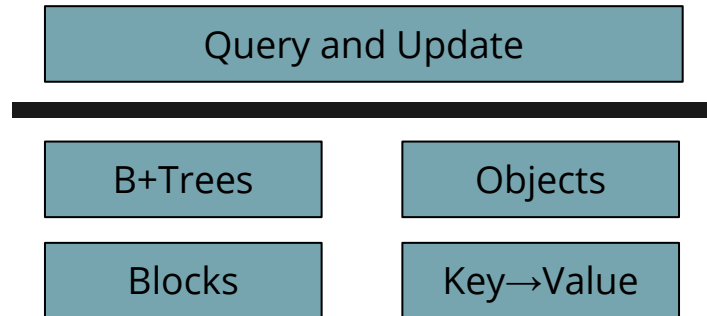 Query and Update
B+Trees
Objects
Blocks
Key→Value